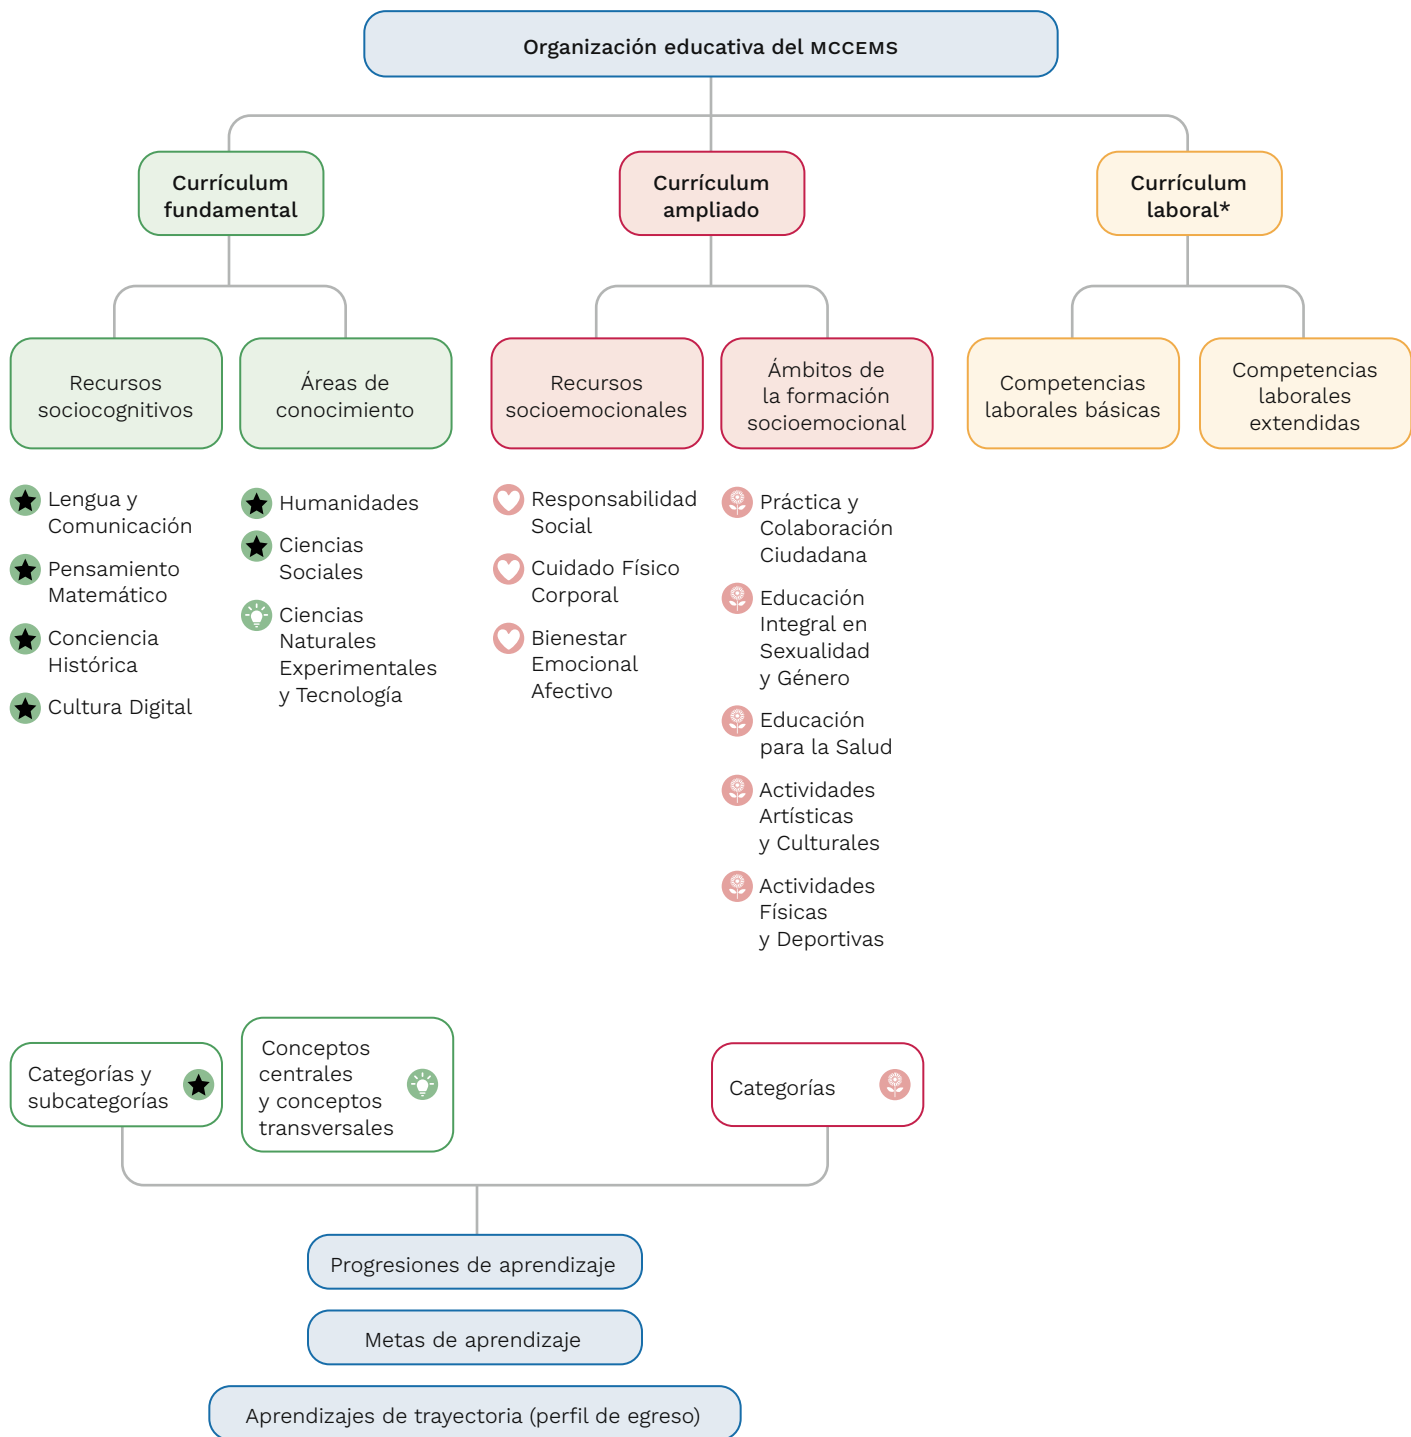 Organización educativa del MCCEMS
Currículum
fundamental
Currículum
ampliado
Currículum
laboral*
Recursos
sociocognitivos
Áreas de
conocimiento
Recursos
socioemocionales
Ámbitos de
la formación
socioemocional
Competencias
laborales básicas
Competencias
laborales
extendidas
Lengua y
Comunicación
Pensamiento
Matemático
Conciencia
Histórica
Cultura Digital
Humanidades
Ciencias
Sociales
Ciencias
Naturales
Experimentales
y Tecnología
Responsabilidad
Social
Cuidado Físico
Corporal
Bienestar
Emocional
Afectivo
Práctica y
Colaboración
Ciudadana
Educación
Integral en
Sexualidad
y Género
Educación
para la Salud
Actividades
Artísticas
y Culturales
Actividades
Físicas
y Deportivas
Categorías y
subcategorías
Conceptos
centrales
y conceptos
transversales
Categorías
Progresiones de aprendizaje
Metas de aprendizaje
Aprendizajes de trayectoria (perfil de egreso)